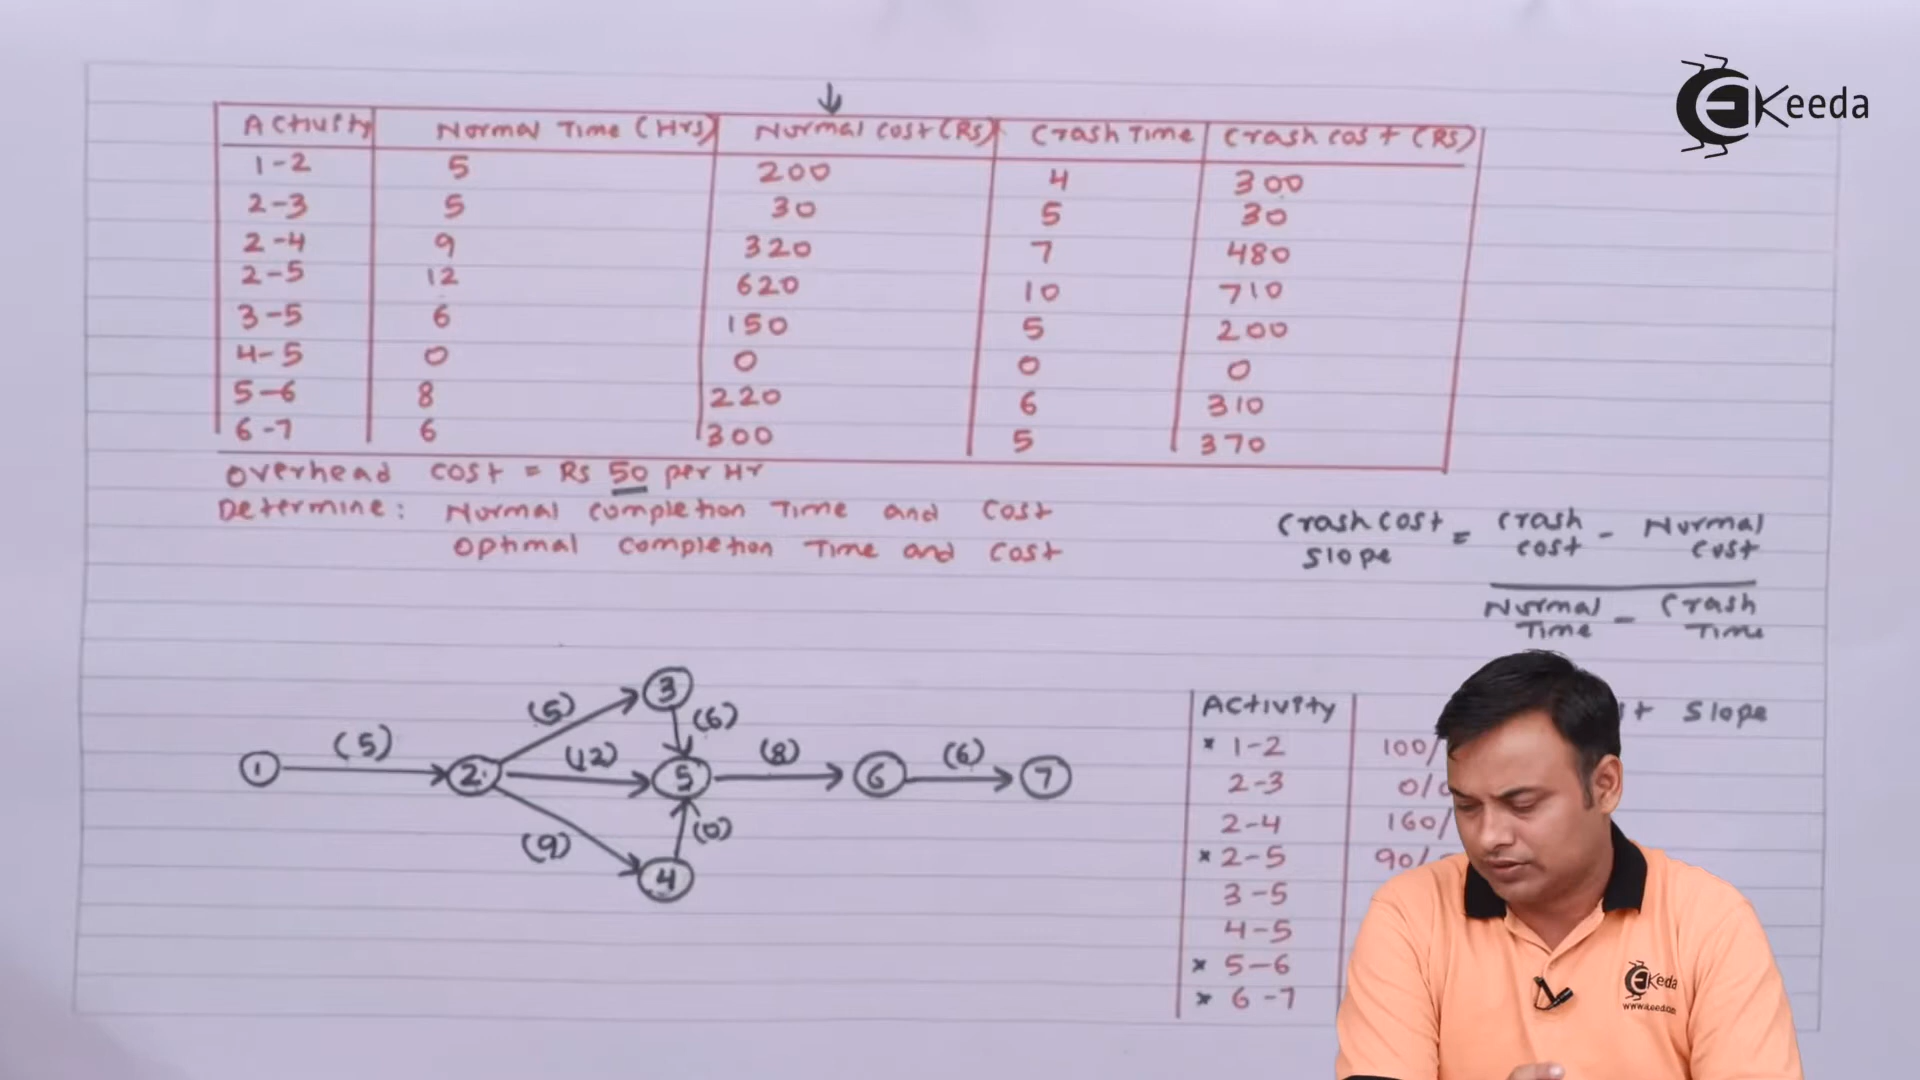 EKeeda
Activity Normal Time (Hrs) Normal cost (Rs) Crash Time Crash cost (Rs)
1-2 5 200 4 300
2-3 5 30 5 30
2-4 9 320 7 480
2-5 12 620 10 710
3-5 6 150 5 200
4-5 0 0 0 0
5-6 8 220 6 310
6-7 6 300 5 370
Overhead cost = Rs 50 per Hr
Determine: Normal completion Time and cost
Optimal completion Time and cost
Crash cost slope = Crash cost - Normal cost
Normal Time - Crash Time
1 (5) 2 (5) 3 (6) (12) 5 (8) 6 (6) 7
(9) 4 (0)
Activity slope
* 1-2 100/
2-3 0/
2-4 160/
* 2-5 90/
3-5
4-5
* 5-6
* 6-7
EKeeda
www.ekeeda.com